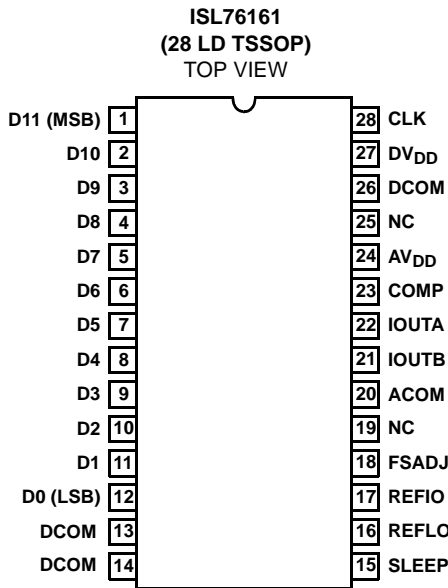 ISL76161
(28 LD TSSOP)
TOP VIEW
D11 (MSB) 1 28 CLK
D10 2 27 DVDD
D9 3 26 DCOM
D8 4 25 NC
D7 5 24 AVDD
D6 6 23 COMP
D5 7 22 IOUTA
D4 8 21 IOUTB
D3 9 20 ACOM
D2 10 19 NC
D1 11 18 FSADJ
D0 (LSB) 12 17 REFIO
DCOM 13 16 REFLO
DCOM 14 15 SLEEP